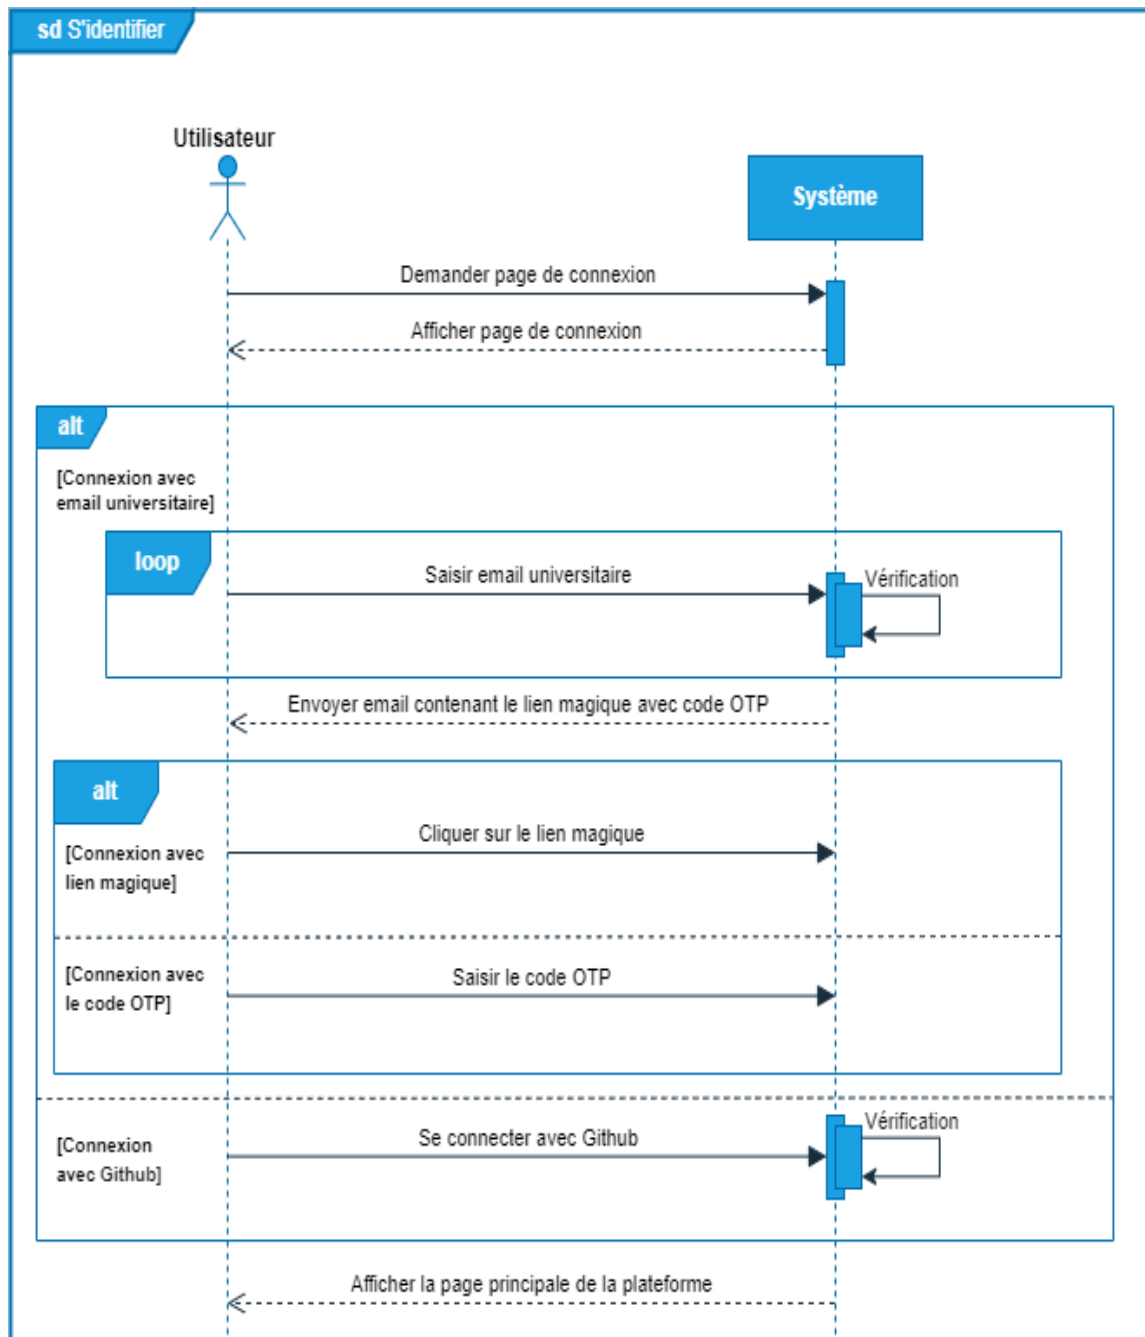 sd S'identifier
Utilisateur
Système
Demander page de connexion
Afficher page de connexion
alt
[Connexion avec
email universitaire]
loop
Saisir email universitaire
Vérification
Envoyer email contenant le lien magique avec code OTP
alt
Cliquer sur le lien magique
[Connexion avec
lien magique]
[Connexion avec
le code OTP]
Saisir le code OTP
Vérification
Se connecter avec Github
[Connexion
avec Github]
Afficher la page principale de la plateforme